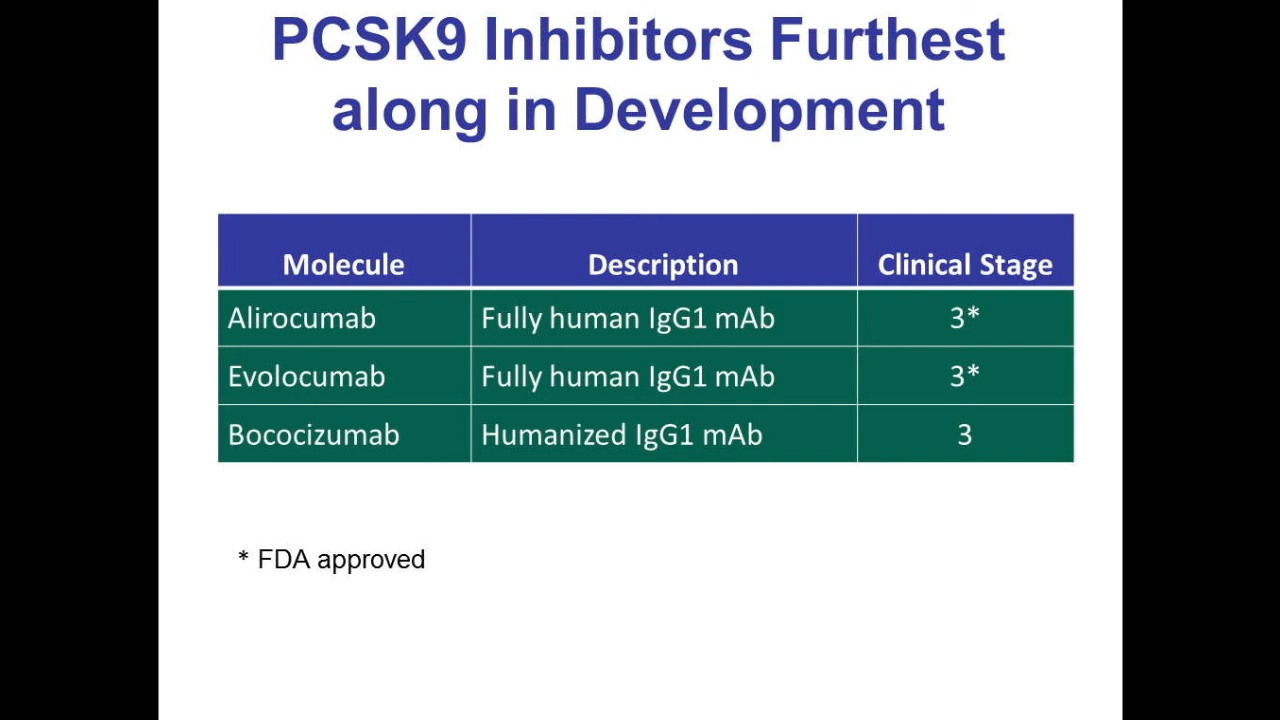 PCSK9 Inhibitors Furthest
along in Development
Molecule Description Clinical Stage
Alirocumab Fully human IgG1 mAb 3*
Evolocumab Fully human IgG1 mAb 3*
Bococizumab Humanized IgG1 mAb 3
* FDA approved